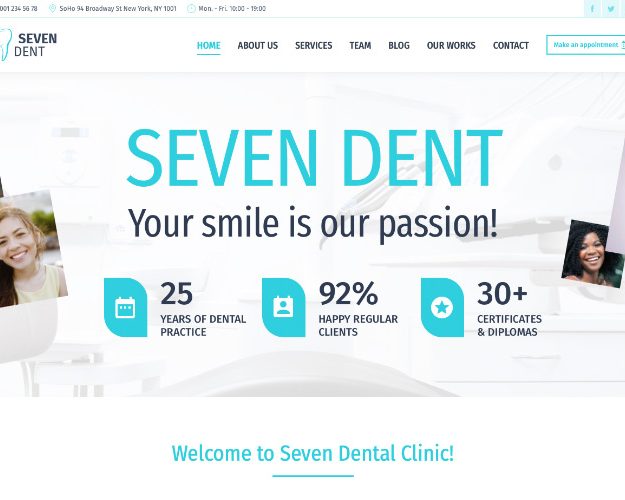 001 234 56 78 SoHo 94 Broadway St New York, NY 1001 Mon. - Fri. 10:00 - 19:00
SEVEN
DENT
HOME ABOUT US SERVICES TEAM BLOG OUR WORKS CONTACT Make an appointment
SEVEN DENT
Your smile is our passion!
25 92% 30+
YEARS OF DENTAL HAPPY REGULAR CERTIFICATES
PRACTICE CLIENTS & DIPLOMAS
Welcome to Seven Dental Clinic!